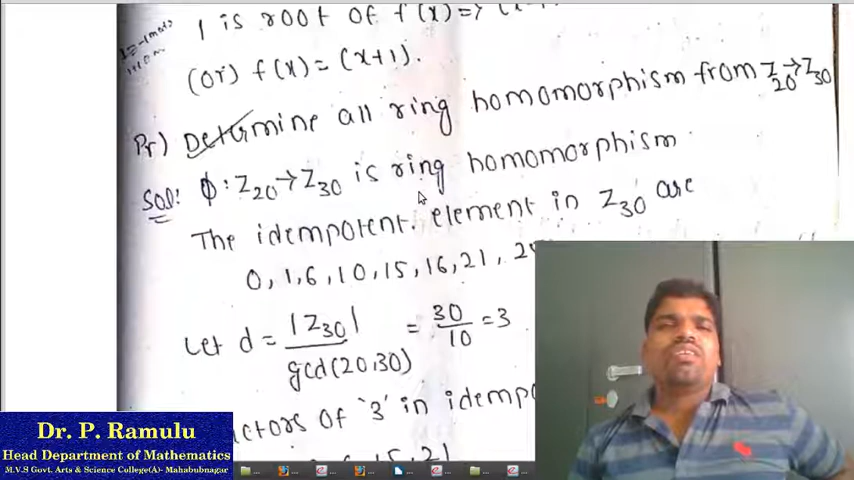 1 is root of f(x) =>
(or) f(x) = (x+1).
Pr) Determine all ring homomorphism from Z20→Z30
Sol: ϕ : Z20→Z30 is ring homomorphism
The idempotent element in Z30 are
0, 1, 6, 10, 15, 16, 21, 2
Let d = |Z30| / gcd(20,30) = 30/10 = 3
ctors of '3' in idempo
15, 21
Dr. P. Ramulu
Head Department of Mathematics
M.V.S Govt. Arts & Science College(A)- Mahabubnagar